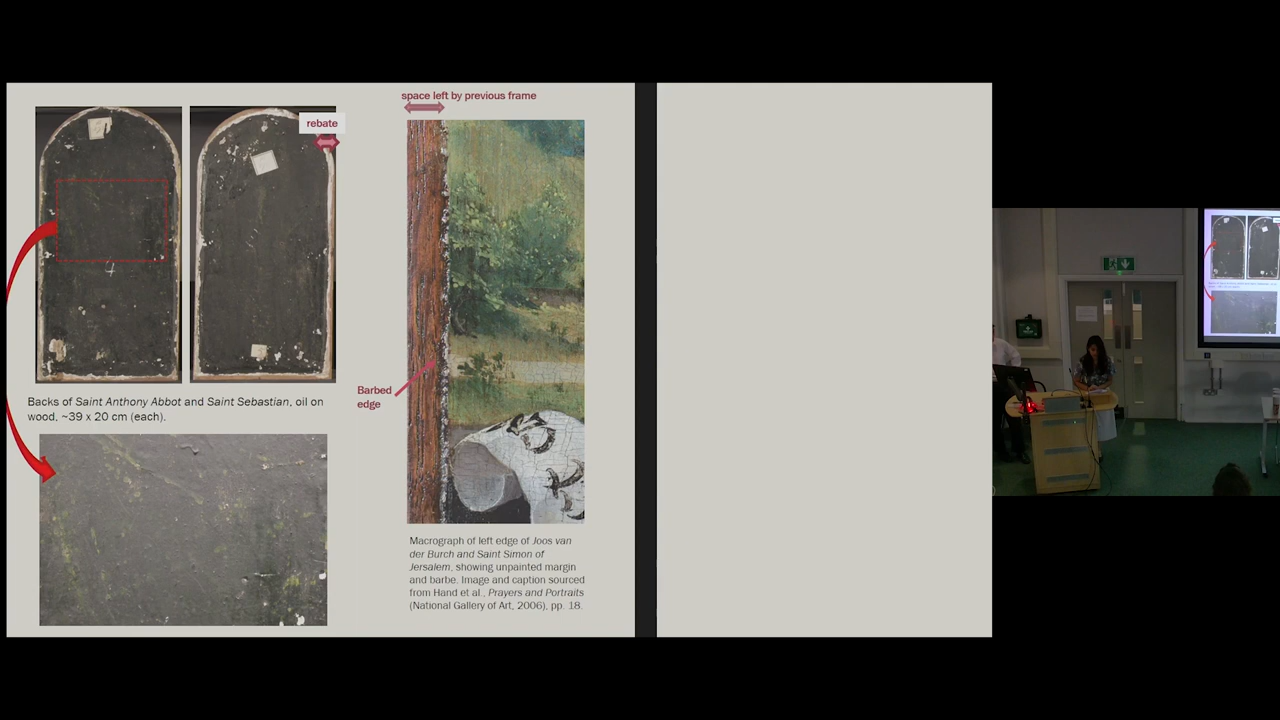 space left by previous frame
rebate
Barbed
edge
Backs of Saint Anthony Abbot and Saint Sebastian, oil on
wood, ~39 x 20 cm (each).
Macrograph of left edge of Joos van
der Burch and Saint Simon of
Jersalem, showing unpainted margin
and barbe. Image and caption sourced
from Hand et al., Prayers and Portraits
(National Gallery of Art, 2006), pp. 18.